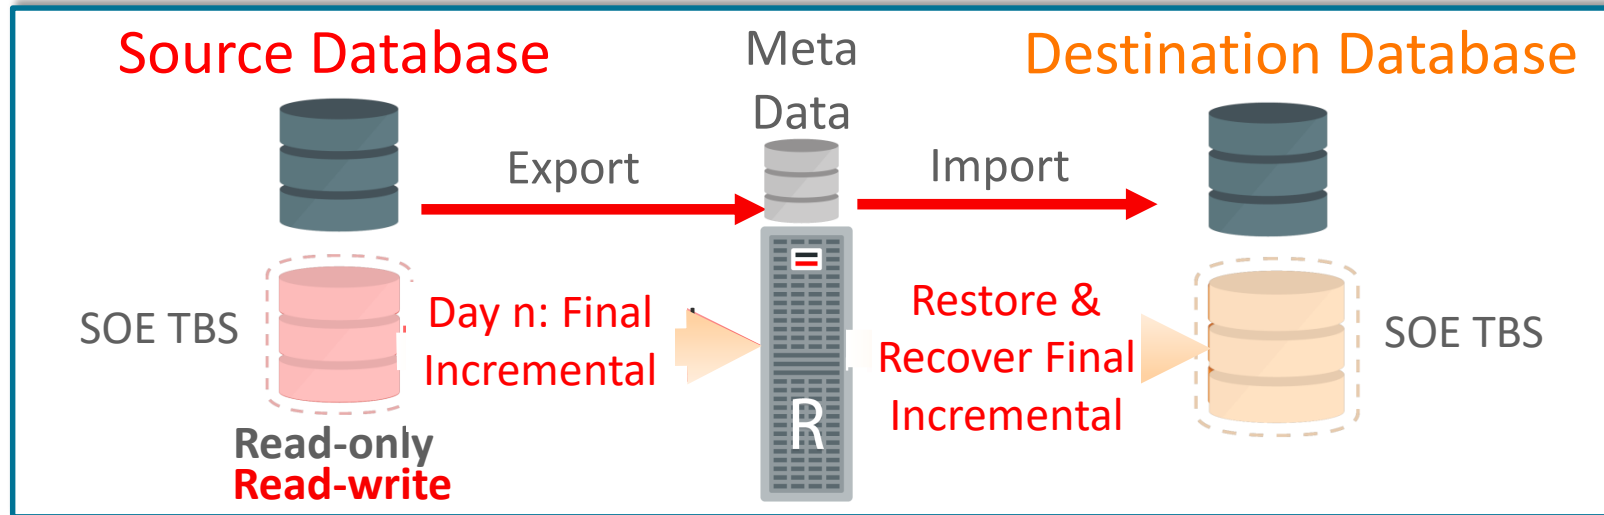 Source Database
Meta
Data
Destination Database
Export
Import
SOE TBS
Day n: Final
Incremental
R
Restore &
Recover Final
Incremental
SOE TBS
Read-only
Read-write